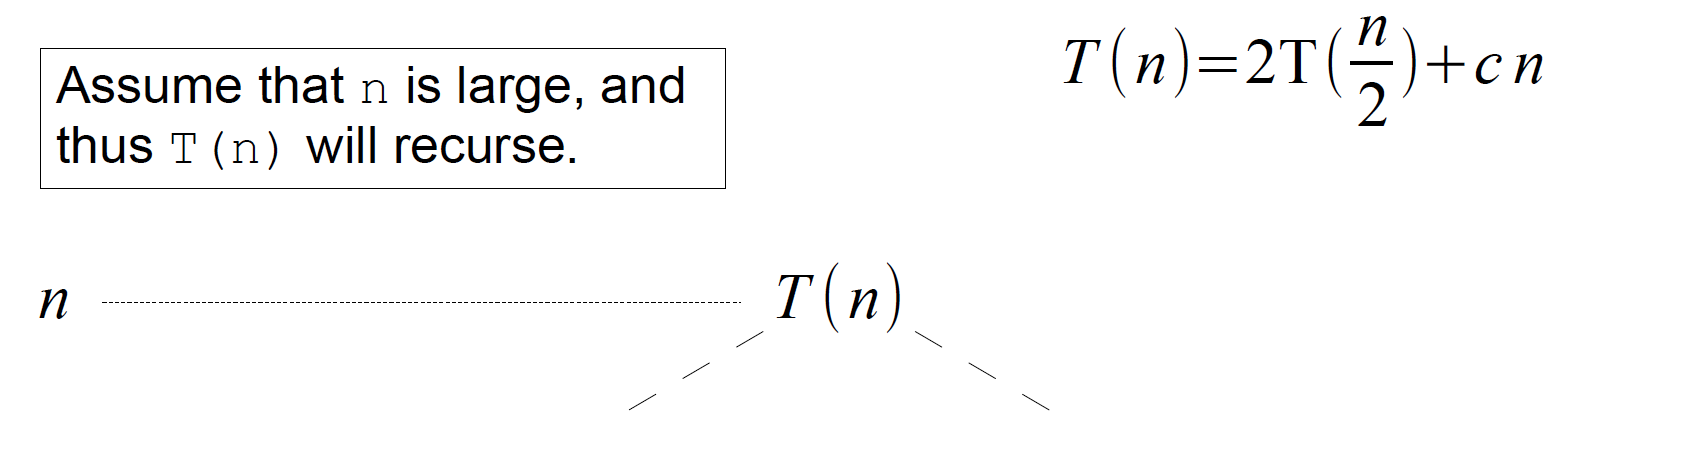 Assume that n is large, and
thus T(n) will recurse.
T(n)=2T(n/2)+cn
n
T(n)